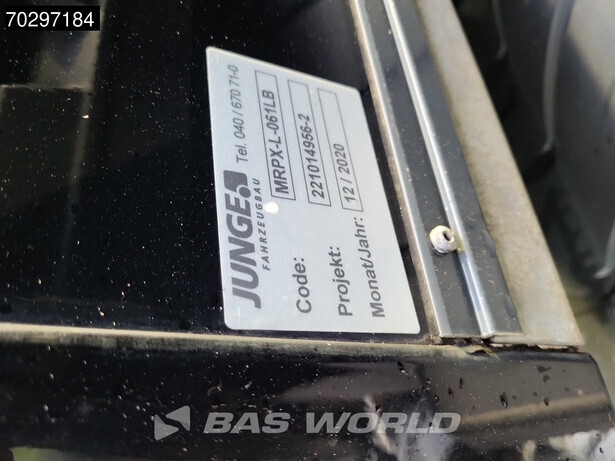 70297184
JUNGE
FAHRZEUGBAU
Tel. 040 / 670 71-0
Code: MRPX-L-061LB
Projekt: 221014956-2
Monat/Jahr: 12 / 2020
BAS WORLD